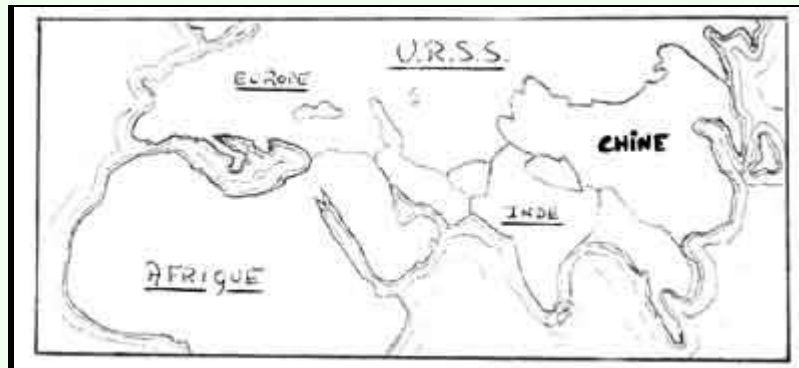 U.R.S.S.
EUROPE
CHINE
INDE
AFRIQUE